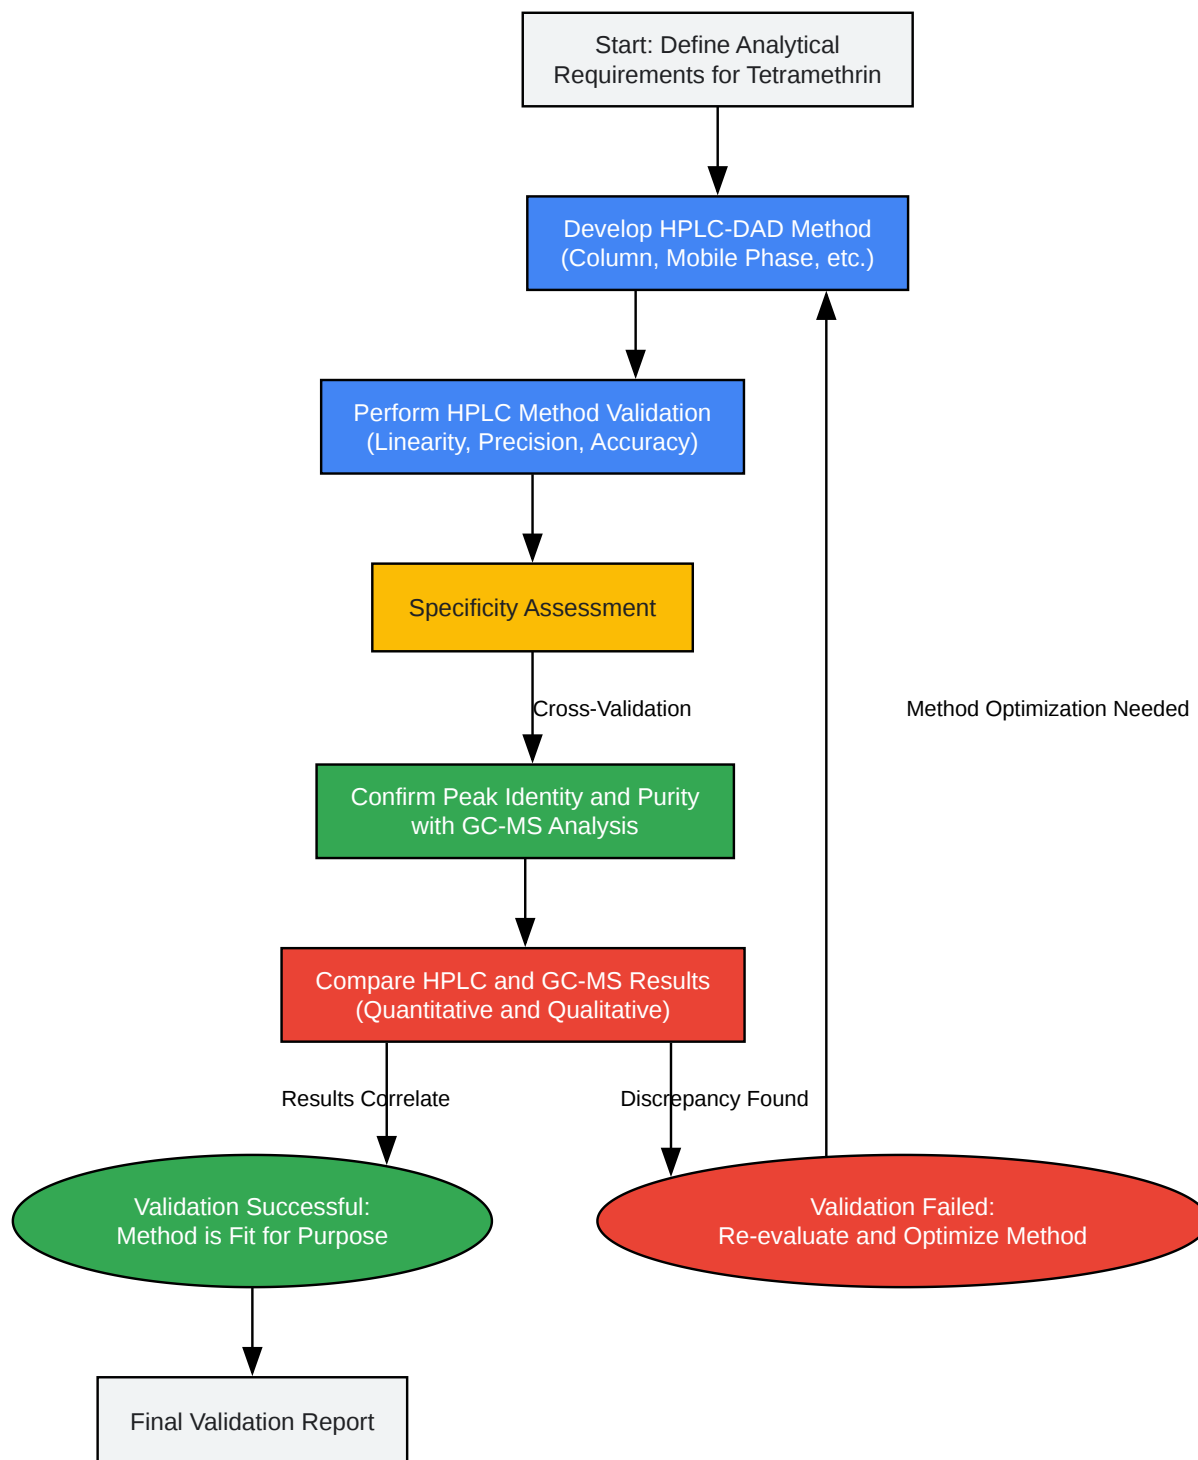 Start: Define Analytical
Requirements for Tetramethrin
Develop HPLC-DAD Method
(Column, Mobile Phase, etc.)
Perform HPLC Method Validation
(Linearity, Precision, Accuracy)
Specificity Assessment
Cross-Validation
Method Optimization Needed
Confirm Peak Identity and Purity
with GC-MS Analysis
Compare HPLC and GC-MS Results
(Quantitative and Qualitative)
Results Correlate
Discrepancy Found
Validation Successful:
Method is Fit for Purpose
Validation Failed:
Re-evaluate and Optimize Method
Final Validation Report